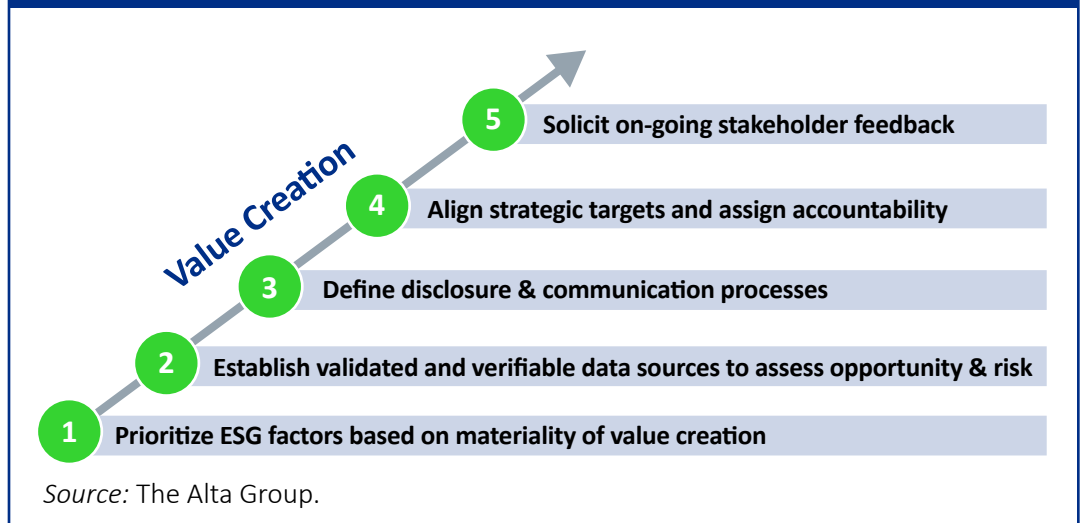 Value Creation
5 Solicit on-going stakeholder feedback
4 Align strategic targets and assign accountability
3 Define disclosure & communication processes
2 Establish validated and verifiable data sources to assess opportunity & risk
1 Prioritize ESG factors based on materiality of value creation
Source: The Alta Group.